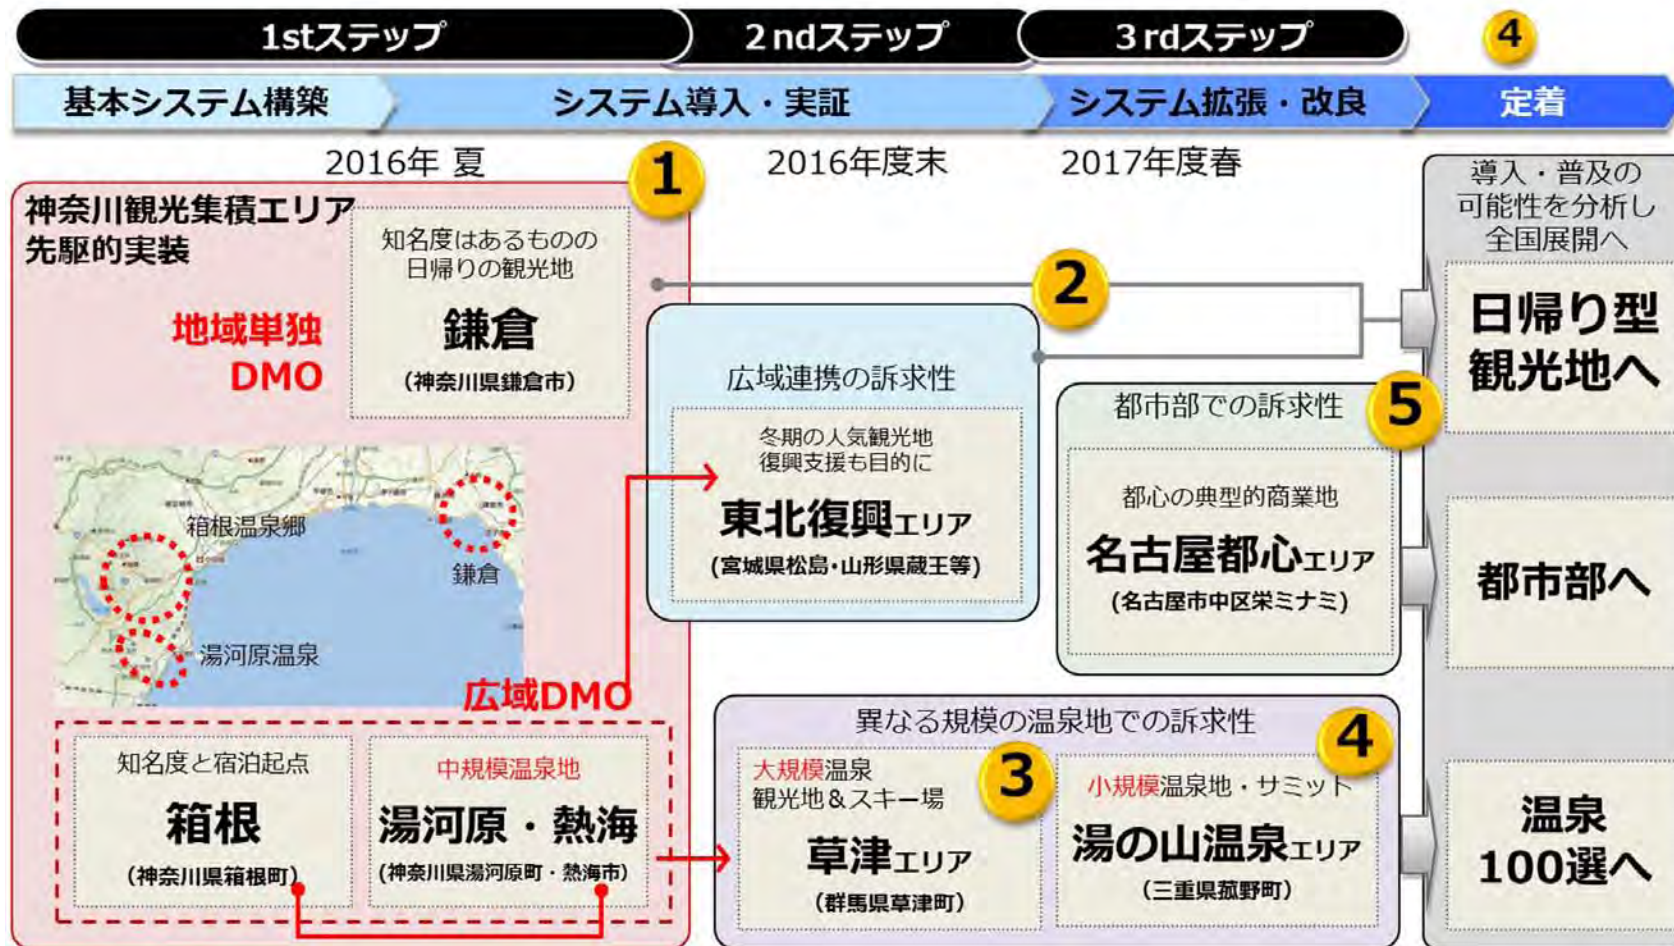 1stステップ
2ndステップ
3rdステップ
4
基本システム構築
システム導入・実証
システム拡張・改良
定着
2016年 夏
2016年度末
2017年度春
1
神奈川観光集積エリア
先駆的実装
知名度はあるものの
日帰りの観光地
鎌倉
(神奈川県鎌倉市)
地域単独
DMO
箱根温泉郷
鎌倉
湯河原温泉
広域DMO
知名度と宿泊起点
箱根
(神奈川県箱根町)
中規模温泉地
湯河原・熱海
(神奈川県湯河原町・熱海市)
2
広域連携の訴求性
冬期の人気観光地
復興支援も目的に
東北復興エリア
(宮城県松島・山形県蔵王等)
5
都市部での訴求性
都心の典型的商業地
名古屋都心エリア
(名古屋市中区栄ミナミ)
異なる規模の温泉地での訴求性
3
大規模温泉
観光地&スキー場
草津エリア
(群馬県草津町)
4
小規模温泉地・サミット
湯の山温泉エリア
(三重県菰野町)
導入・普及の
可能性を分析し
全国展開へ
日帰り型
観光地へ
都市部へ
温泉
100選へ